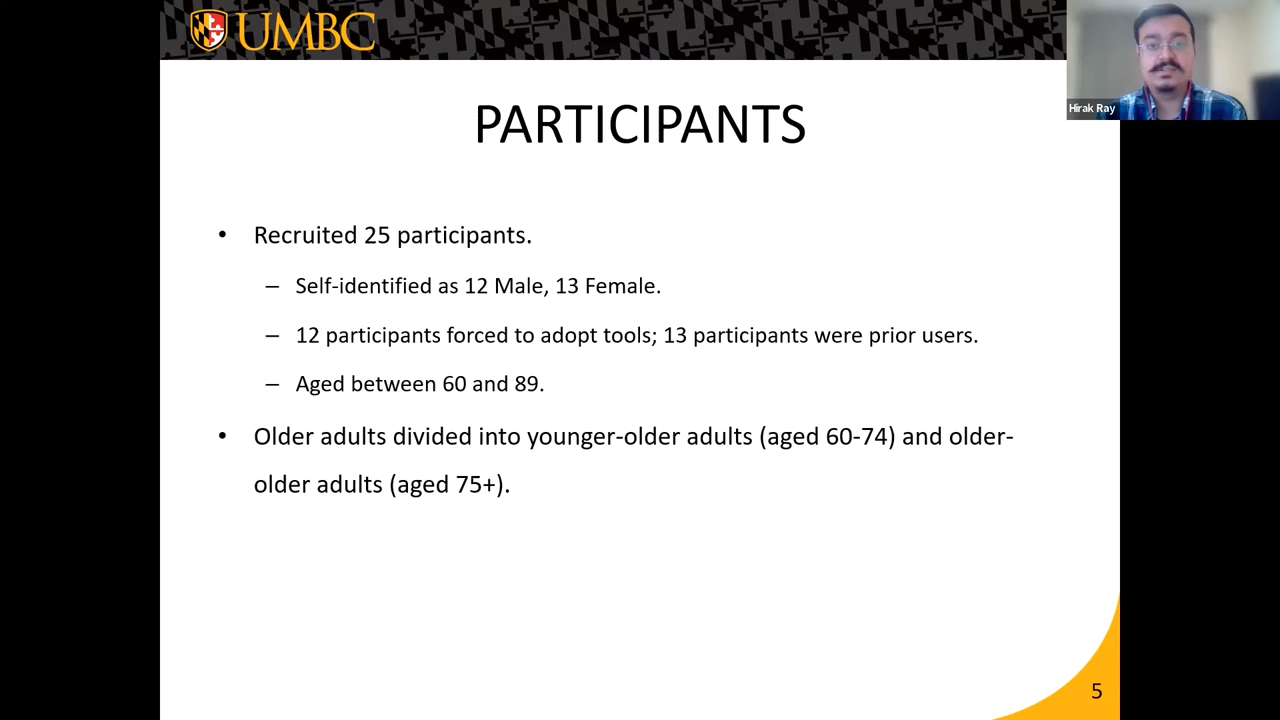 UMBC
Hirak Ray
PARTICIPANTS
• Recruited 25 participants.
– Self-identified as 12 Male, 13 Female.
– 12 participants forced to adopt tools; 13 participants were prior users.
– Aged between 60 and 89.
• Older adults divided into younger-older adults (aged 60-74) and older-
older adults (aged 75+).
5